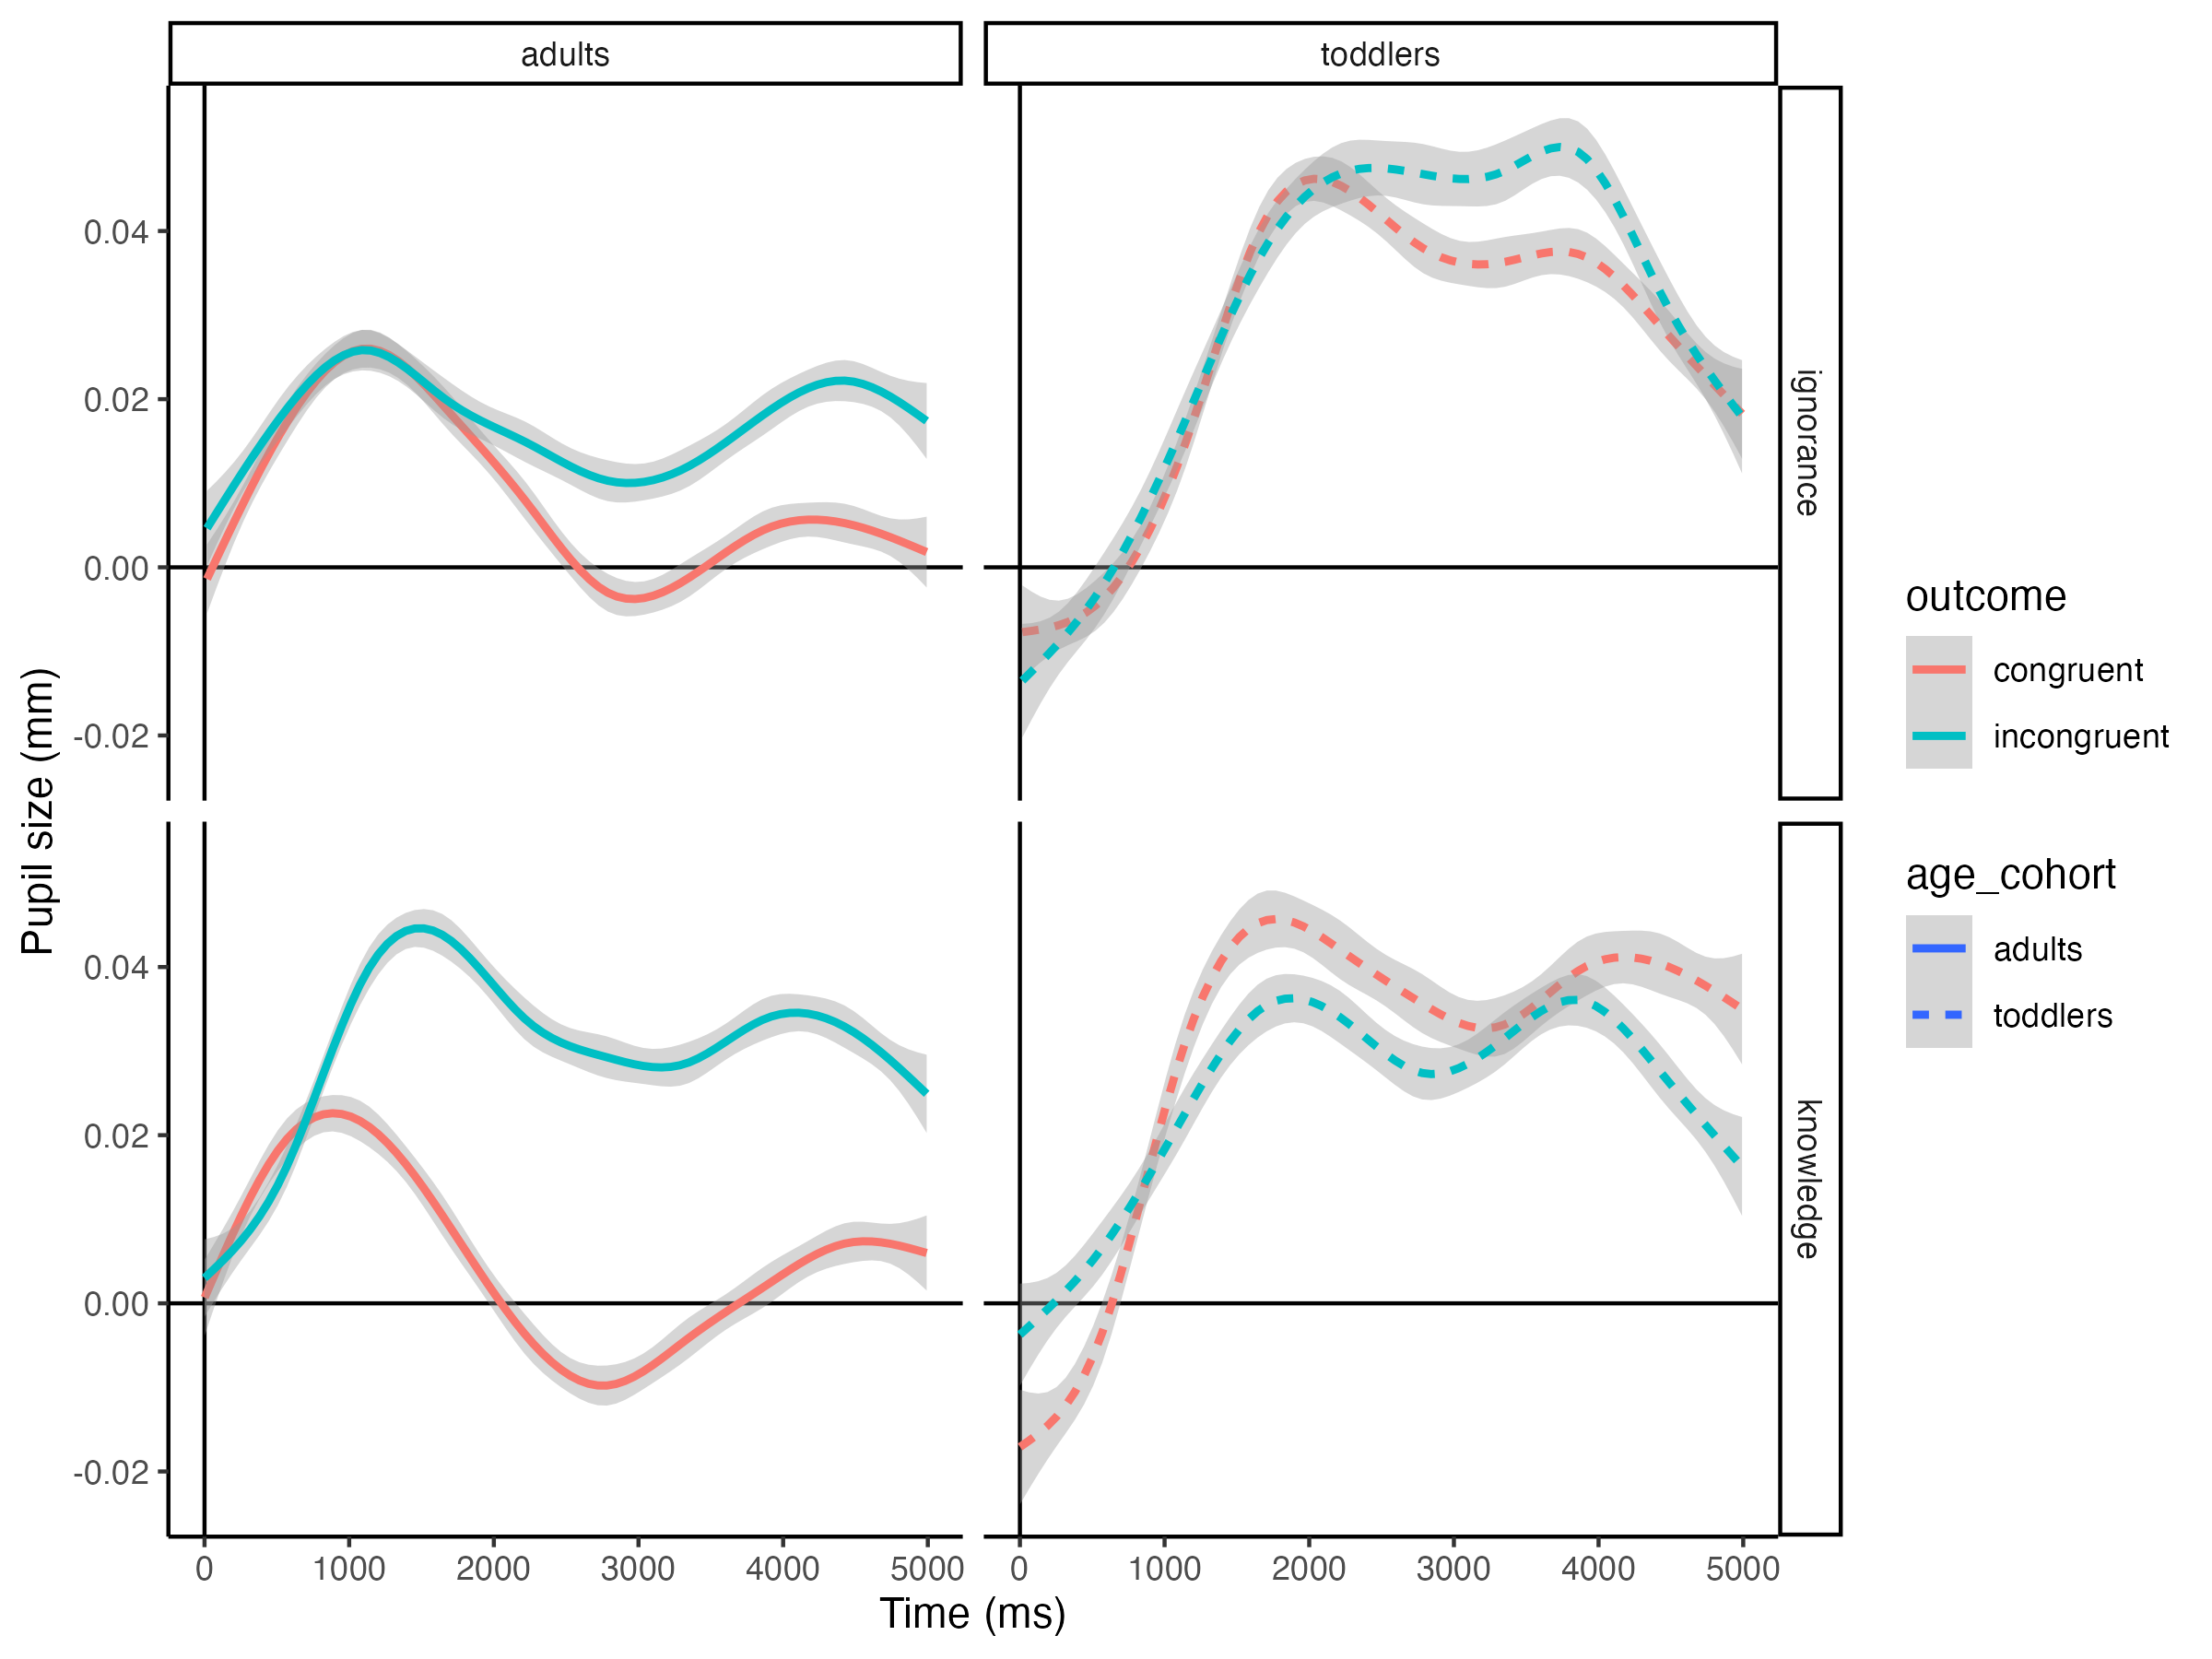 adults
toddlers
ignorance
knowledge
Pupil size (mm)
0.04
0.02
0.00
-0.02
0.04
0.02
0.00
-0.02
0 1000 2000 3000 4000 5000
0 1000 2000 3000 4000 5000
Time (ms)
outcome
congruent
incongruent
age_cohort
adults
toddlers